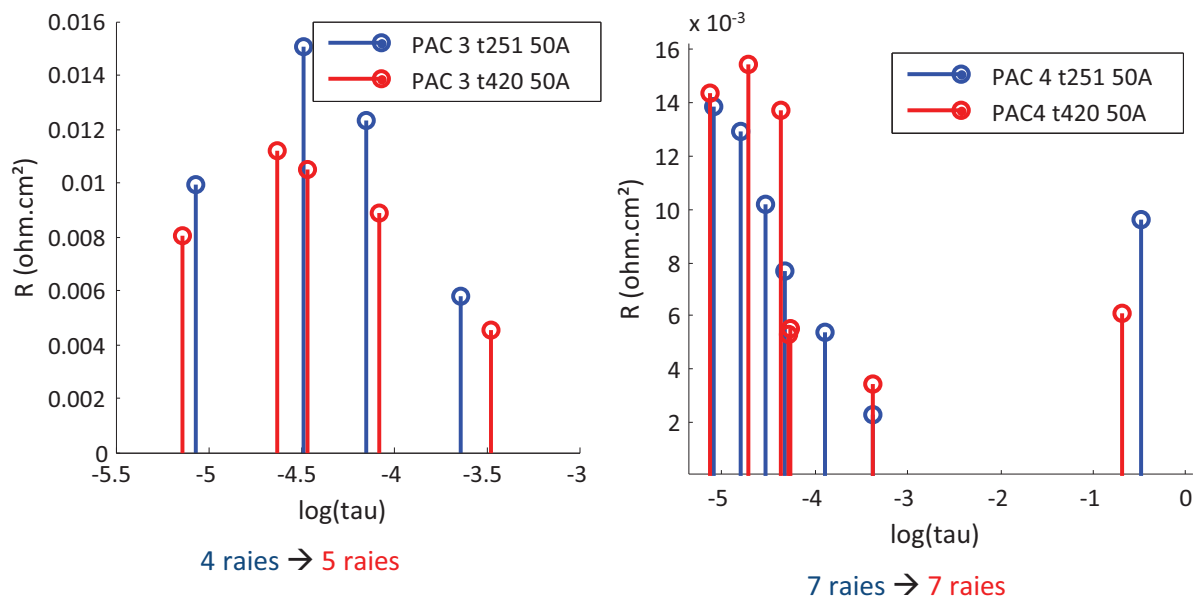 0.016
0.014
0.012
0.01
0.008
0.006
0.004
0.002
0
R (ohm.cm²)
-5.5 -5 -4.5 -4 -3.5 -3
log(tau)
PAC 3 t251 50A
PAC 3 t420 50A
4 raies → 5 raies
x 10⁻³
16
14
12
10
8
6
4
2
R (ohm.cm²)
-5 -4 -3 -2 -1 0
log(tau)
PAC 4 t251 50A
PAC4 t420 50A
7 raies → 7 raies